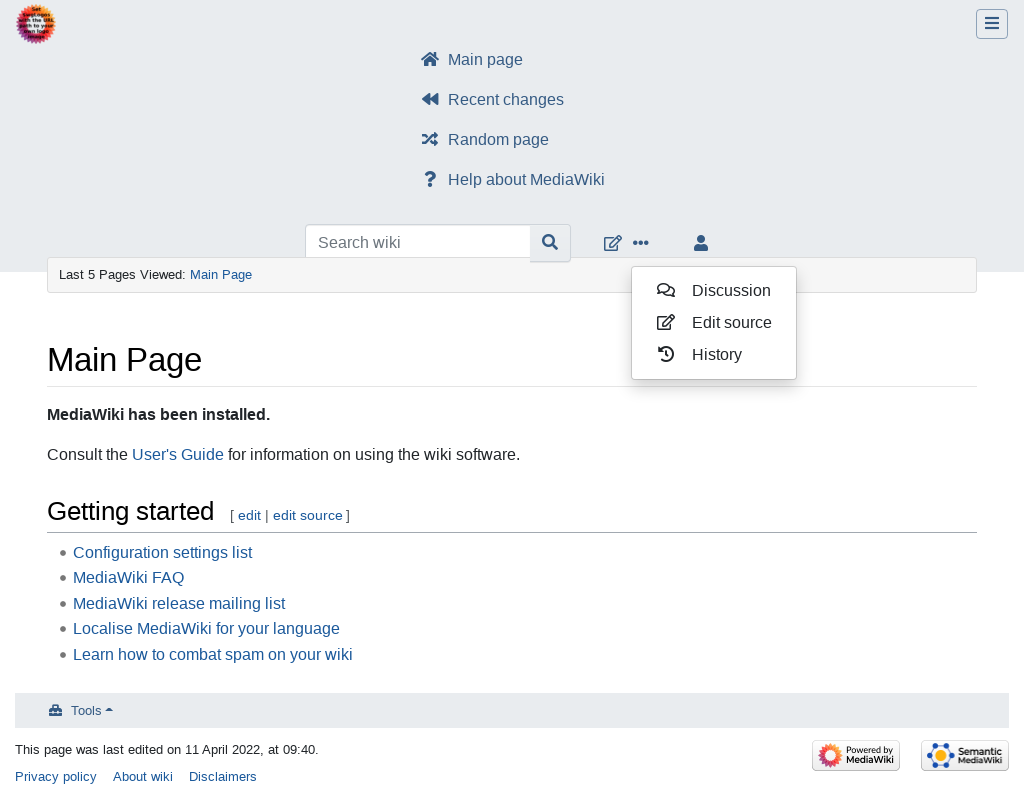 Set
$wgLogos
with the URL
path to your
own logo
image
Main page
Recent changes
Random page
Help about MediaWiki
Search wiki
Last 5 Pages Viewed: Main Page
Discussion
Edit source
History
Main Page
MediaWiki has been installed.
Consult the User's Guide for information on using the wiki software.
Getting started [ edit | edit source ]
Configuration settings list
MediaWiki FAQ
MediaWiki release mailing list
Localise MediaWiki for your language
Learn how to combat spam on your wiki
Tools
This page was last edited on 11 April 2022, at 09:40.
Privacy policy About wiki Disclaimers
Powered by
MediaWiki
Semantic
MediaWiki